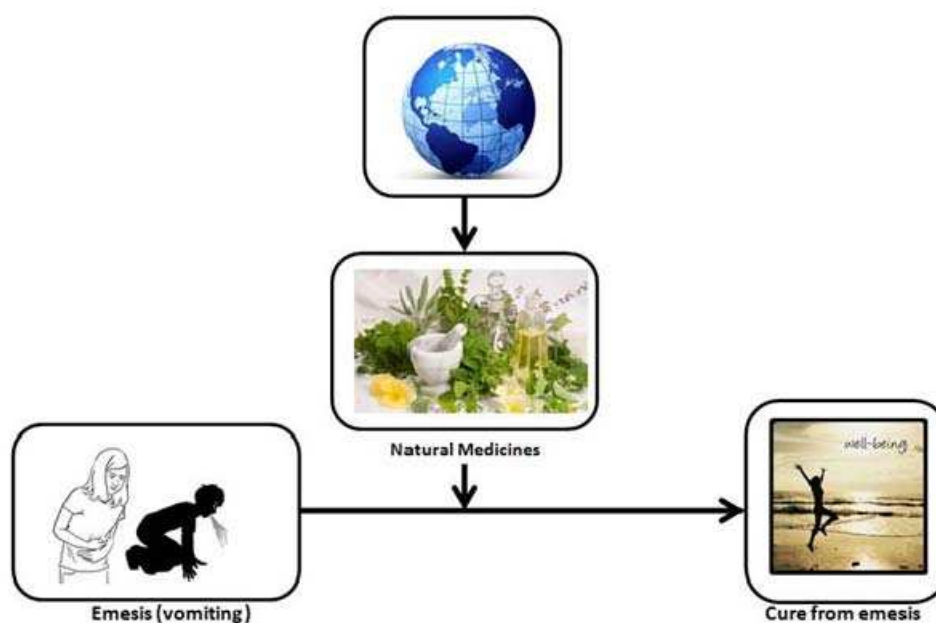 Natural Medicines
well-being
Emesis (vomiting)
Cure from emesis